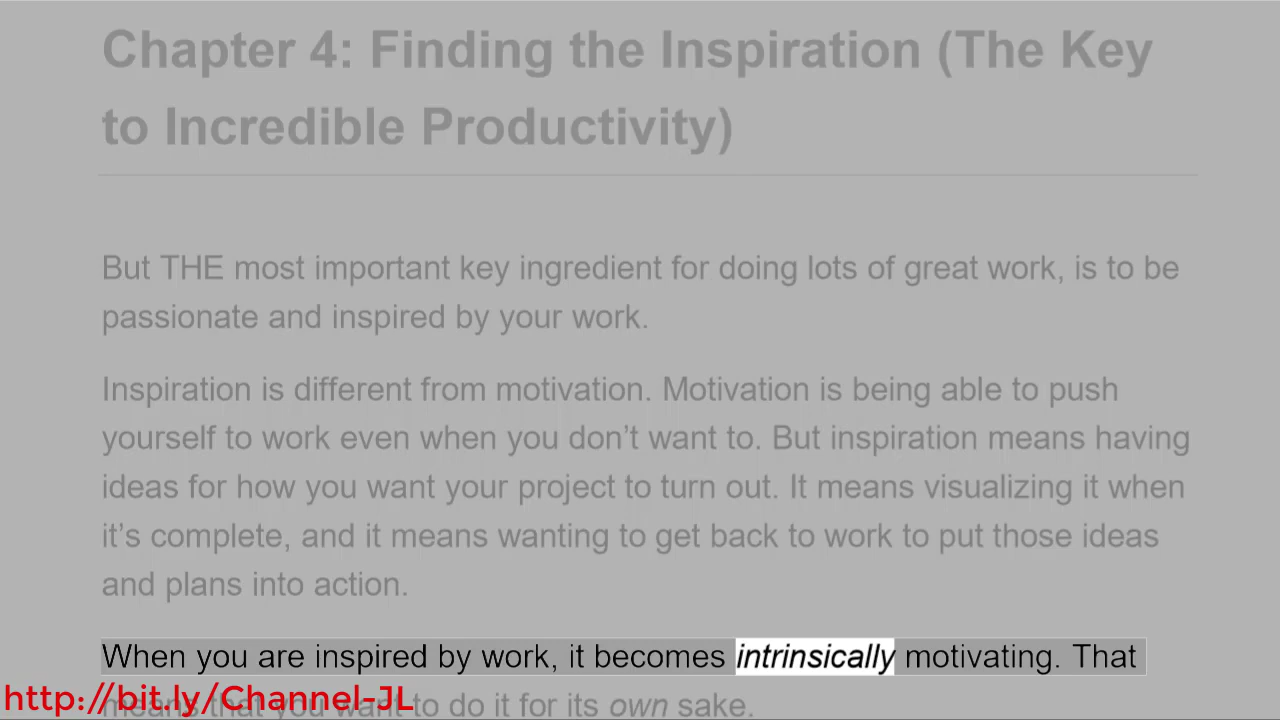 Chapter 4: Finding the Inspiration (The Key
to Incredible Productivity)
But THE most important key ingredient for doing lots of great work, is to be
passionate and inspired by your work.
Inspiration is different from motivation. Motivation is being able to push
yourself to work even when you don’t want to. But inspiration means having
ideas for how you want your project to turn out. It means visualizing it when
it’s complete, and it means wanting to get back to work to put those ideas
and plans into action.
When you are inspired by work, it becomes intrinsically motivating. That
means that you want to do it for its own sake.
http://bit.ly/Channel-JL